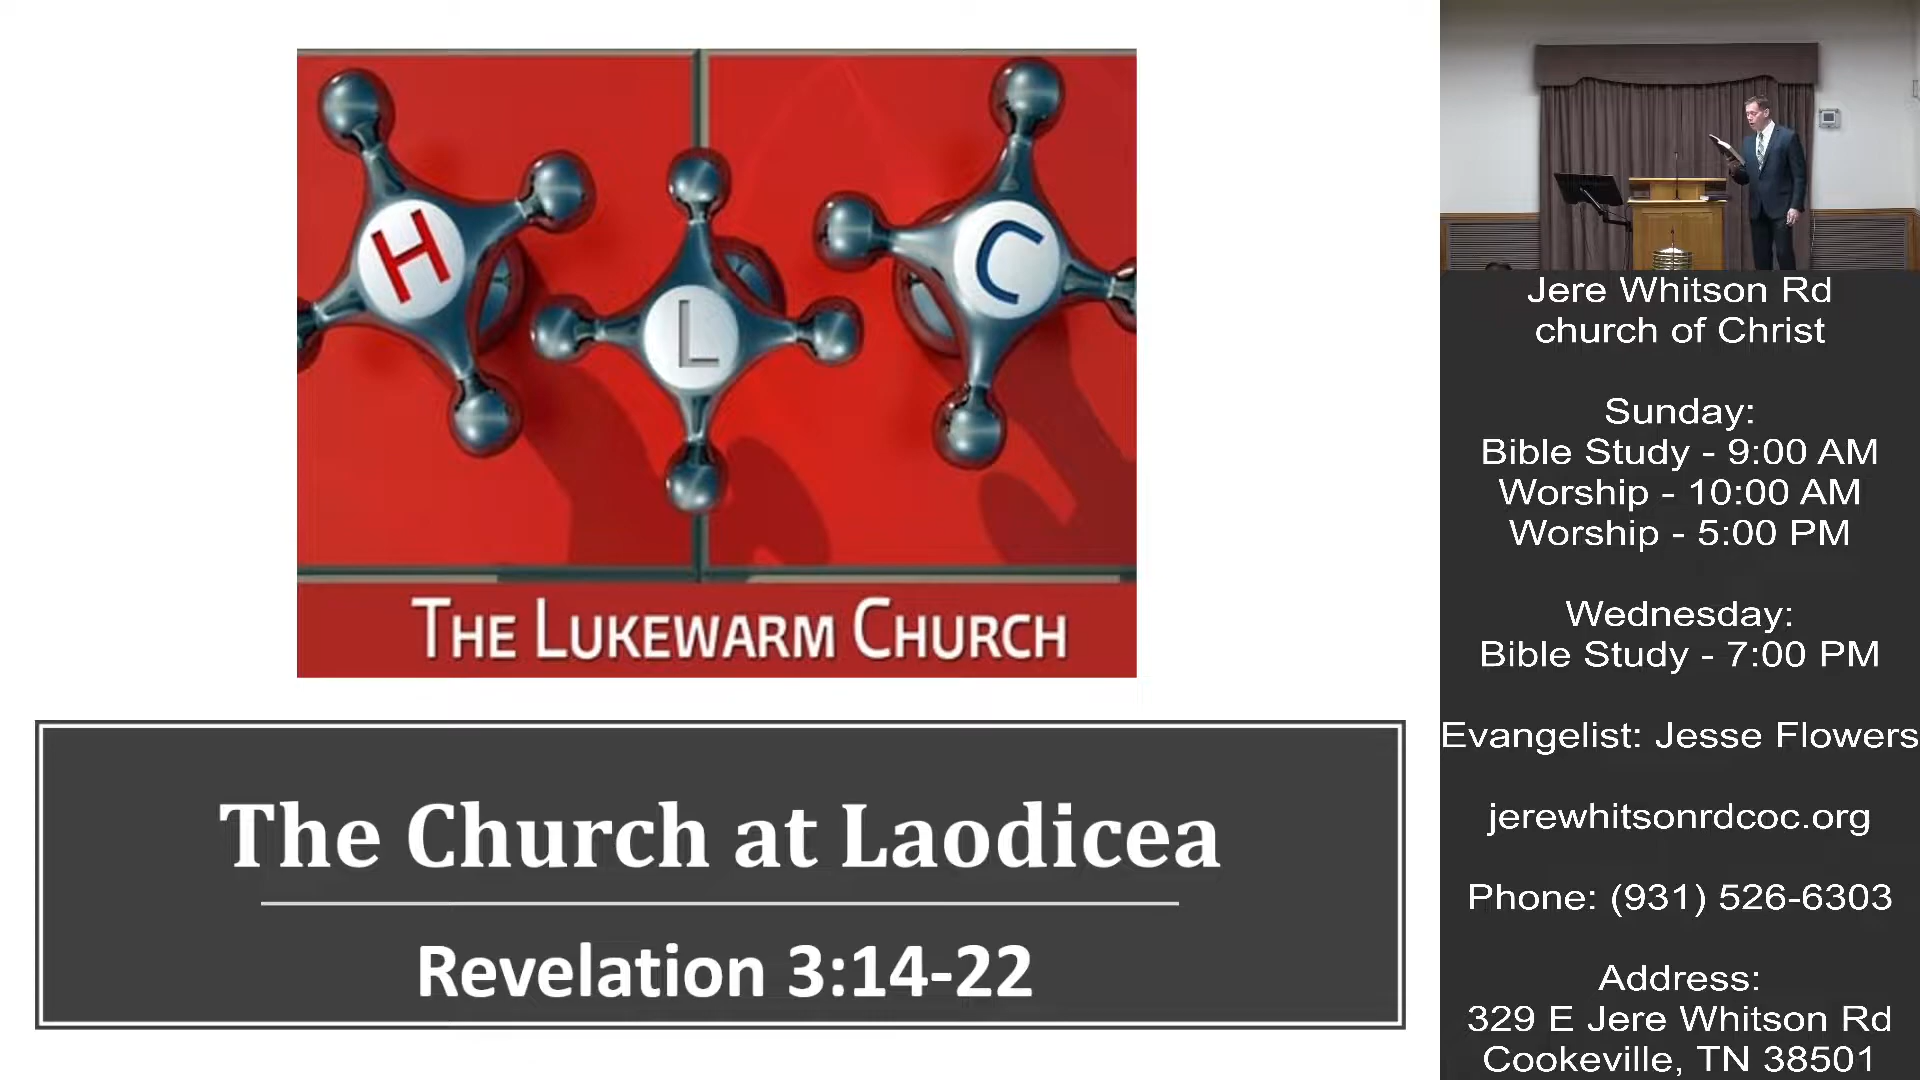 H
L
C
THE LUKEWARM CHURCH
The Church at Laodicea
Revelation 3:14-22
Jere Whitson Rd
church of Christ
Sunday:
Bible Study - 9:00 AM
Worship - 10:00 AM
Worship - 5:00 PM
Wednesday:
Bible Study - 7:00 PM
Evangelist: Jesse Flowers
jerewhitsonrdcoc.org
Phone: (931) 526-6303
Address:
329 E Jere Whitson Rd
Cookeville, TN 38501